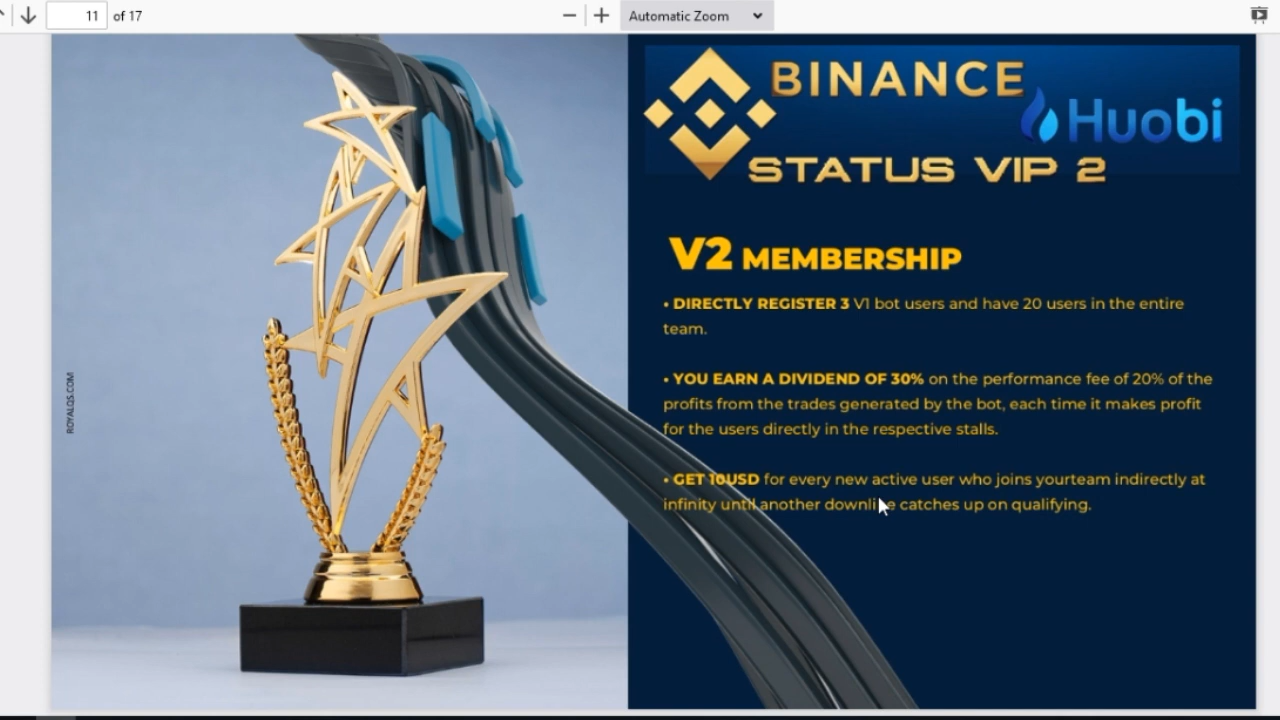 11 of 17
Automatic Zoom
BINANCE
Huobi
STATUS VIP 2
V2 MEMBERSHIP
• DIRECTLY REGISTER 3 V1 bot users and have 20 users in the entire
team.
• YOU EARN A DIVIDEND OF 30% on the performance fee of 20% of the
profits from the trades generated by the bot, each time it makes profit
for the users directly in the respective stalls.
• GET 10USD for every new active user who joins yourteam indirectly at
infinity until another downline catches up on qualifying.
ROYALQS.COM